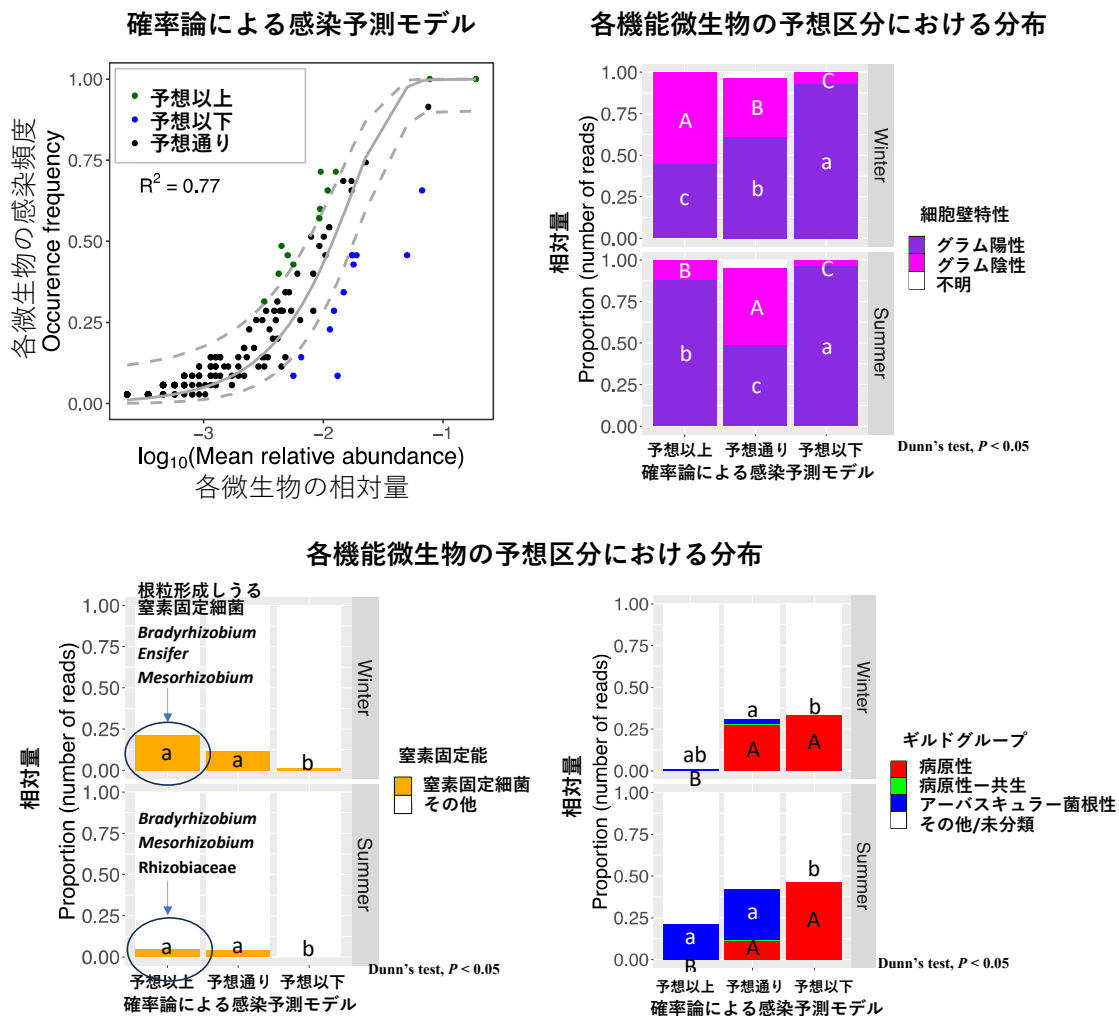 確率論による感染予測モデル
各微生物の感染頻度
Occurence frequency
1.00
0.75
0.50
0.25
0.00
予想以上
予想以下
予想通り
R² = 0.77
−3
−2
−1
log₁₀(Mean relative abundance)
各微生物の相対量
各機能微生物の予想区分における分布
相対量
Proportion (number of reads)
1.00
0.75
0.50
0.25
0.00
A
c
B
b
C
a
Winter
1.00
0.75
0.50
0.25
0.00
B
b
A
c
C
a
Summer
予想以上
予想通り
予想以下
確率論による感染予測モデル
細胞壁特性
グラム陽性
グラム陰性
不明
Dunn’s test, P < 0.05
各機能微生物の予想区分における分布
相対量
Proportion (number of reads)
1.00
0.75
0.50
0.25
0.00
根粒形成しうる
窒素固定細菌
Bradyrhizobium
Ensifer
Mesorhizobium
a
a
b
Winter
1.00
0.75
0.50
0.25
0.00
Bradyrhizobium
Mesorhizobium
Rhizobiaceae
a
a
b
Summer
予想以上
予想通り
予想以下
確率論による感染予測モデル
窒素固定能
窒素固定細菌
その他
Dunn’s test, P < 0.05
相対量
Proportion (number of reads)
1.00
0.75
0.50
0.25
0.00
ab
B
a
A
b
A
Winter
1.00
0.75
0.50
0.25
0.00
a
B
a
A
b
A
Summer
予想以上
予想通り
予想以下
確率論による感染予測モデル
ギルドグループ
病原性
病原性ー共生
アーバスキュラー菌根性
その他/未分類
Dunn’s test, P < 0.05